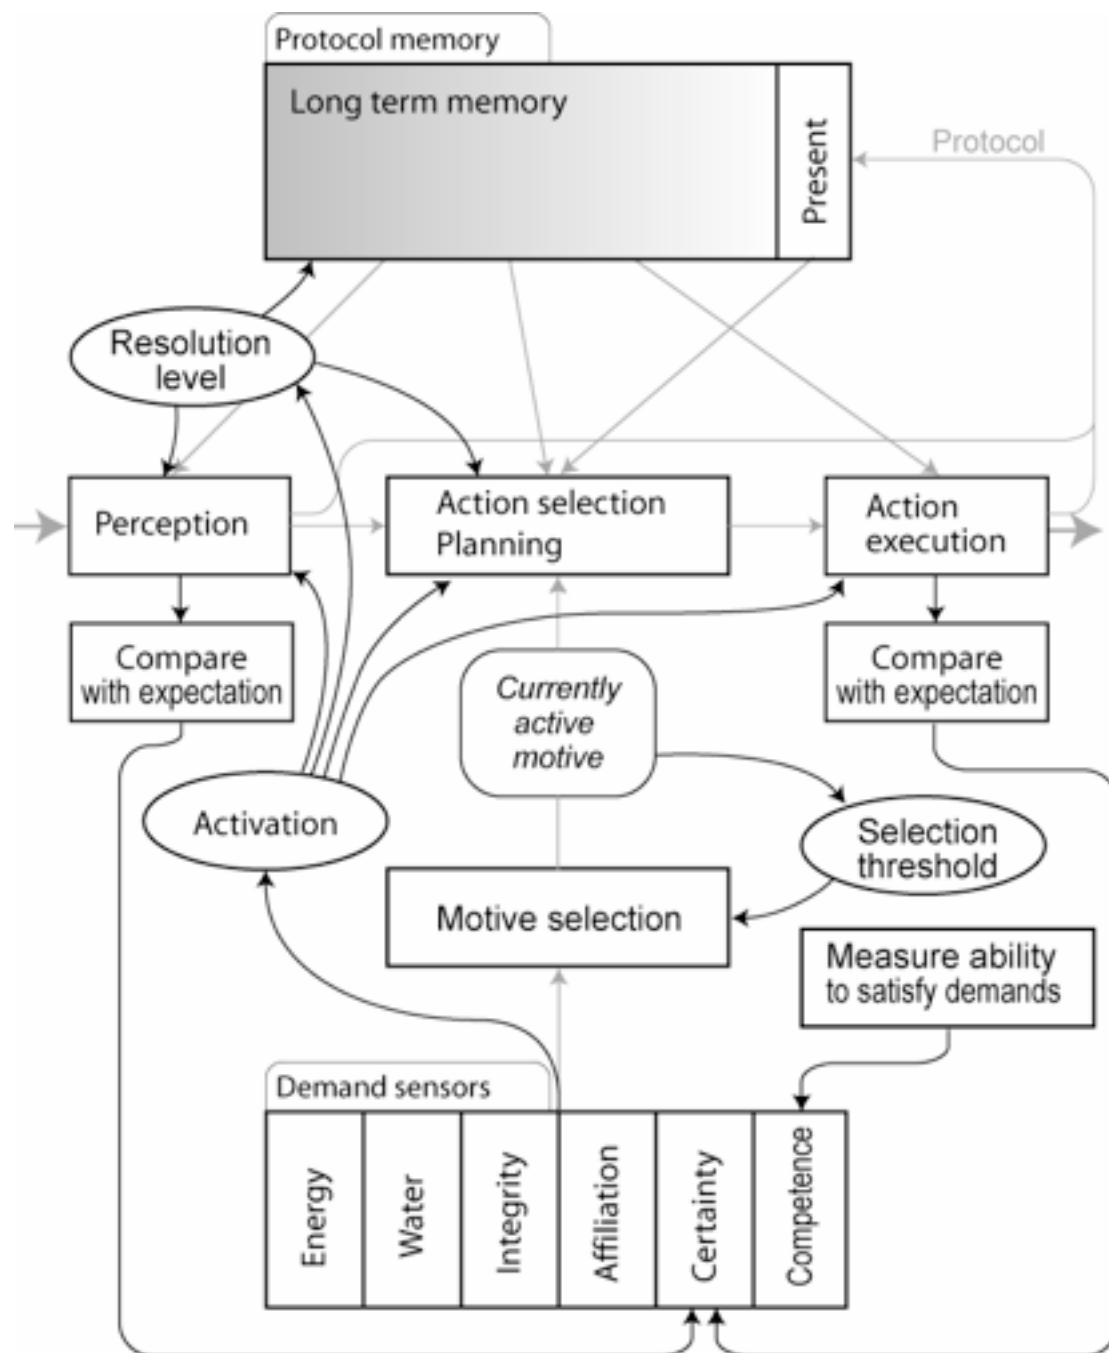 Protocol memory
Long term memory
Present
Protocol
Resolution
level
Perception
Action selection
Planning
Action
execution
Compare
with expectation
Currently
active
motive
Compare
with expectation
Activation
Selection
threshold
Motive selection
Measure ability
to satisfy demands
Demand sensors
Energy
Water
Integrity
Affiliation
Certainty
Competence